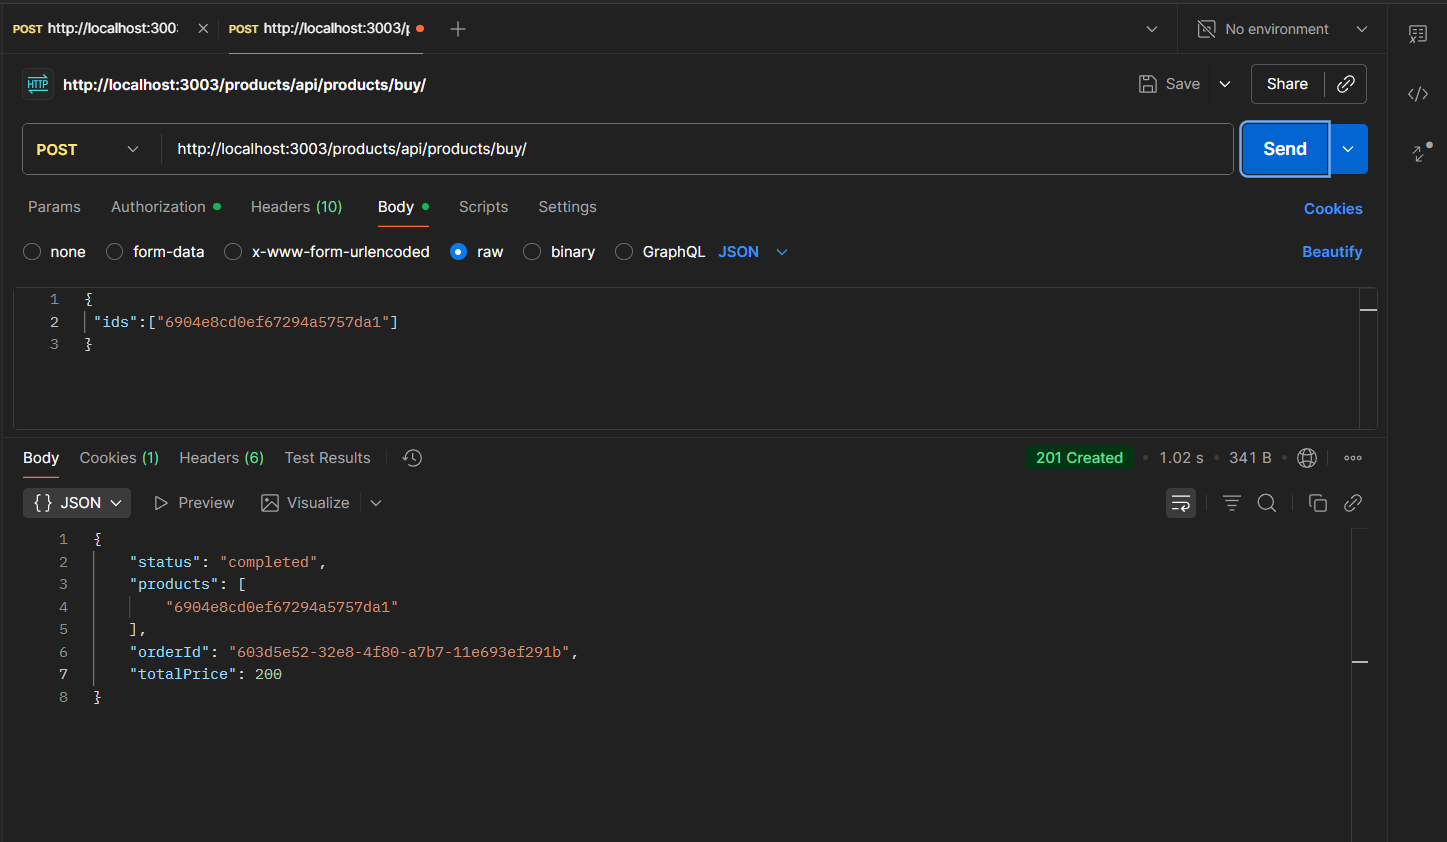 POST http://localhost:300
POST http://localhost:3003/p
No environment
HTTP http://localhost:3003/products/api/products/buy/
Save
Share
POST http://localhost:3003/products/api/products/buy/
Send
Params Authorization Headers (10) Body Scripts Settings
Cookies
none form-data x-www-form-urlencoded raw binary GraphQL JSON
Beautify
1 {
2 "ids":["6904e8cd0ef67294a5757da1"]
3 }
Body Cookies (1) Headers (6) Test Results
201 Created 1.02 s 341 B
{} JSON Preview Visualize
1 {
2 "status": "completed",
3 "products": [
4 "6904e8cd0ef67294a5757da1"
5 ],
6 "orderId": "603d5e52-32e8-4f80-a7b7-11e693ef291b",
7 "totalPrice": 200
8 }